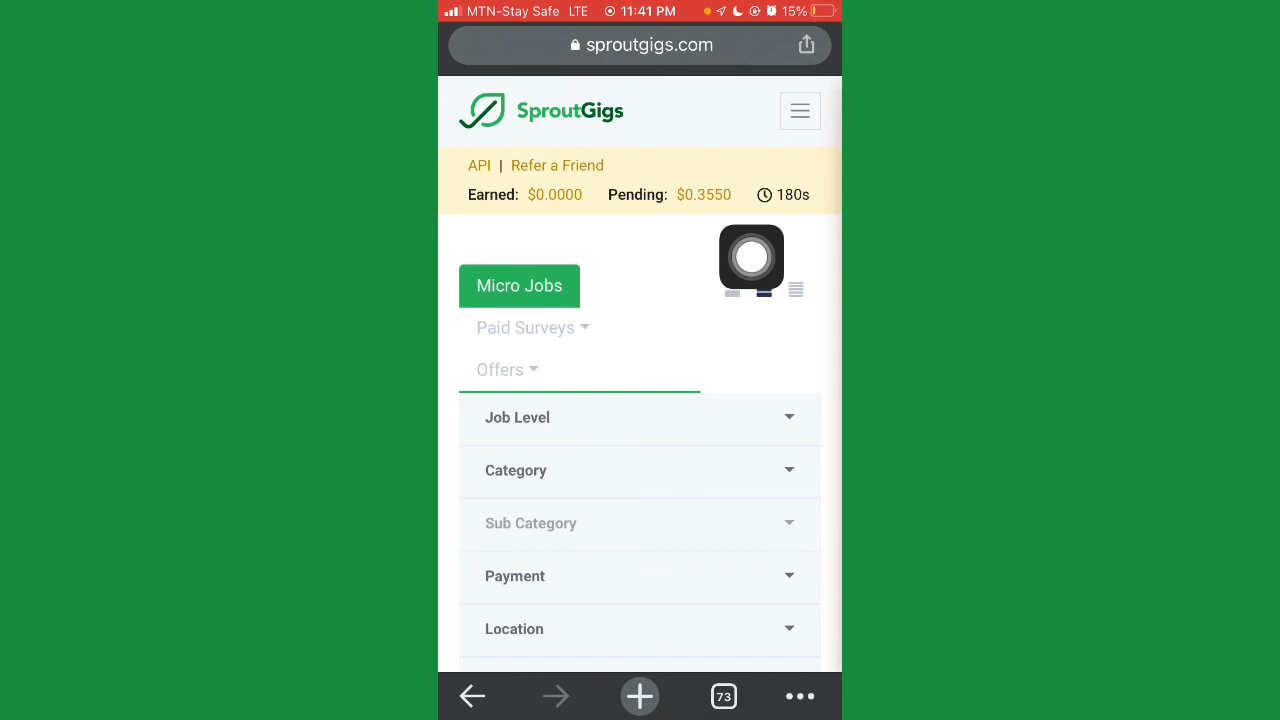 MTN-Stay Safe LTE 11:41 PM 15%
sproutgigs.com
SproutGigs
API | Refer a Friend
Earned: $0.0000 Pending: $0.3550 180s
Micro Jobs
Paid Surveys
Offers
Job Level
Category
Sub Category
Payment
Location
73